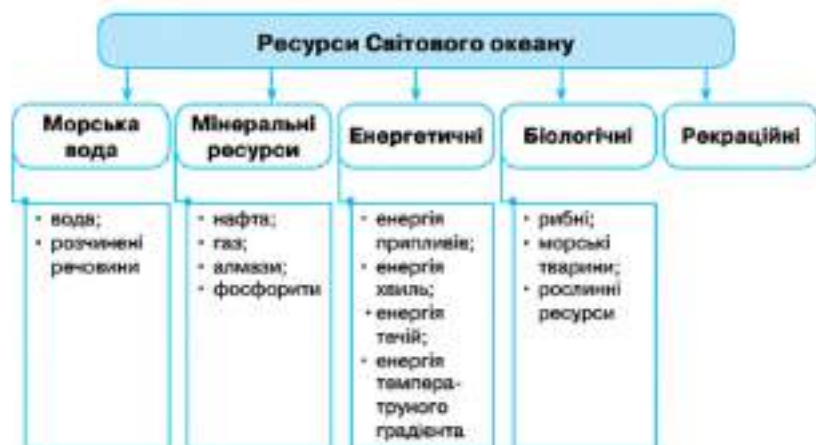 Ресурси Світового океану
Морська
вода
Мінеральні
ресурси
Енергетичні
Біологічні
Рекраційні
• вода;
• розчинені
речовини
• нафта;
• газ;
• алмази;
• фосфорити
• енергія
припливів;
• енергія
хвиль;
• енергія
течій;
• енергія
темпера-
труного
градієнта
• рибні;
• морські
тварини;
• рослинні
ресурси